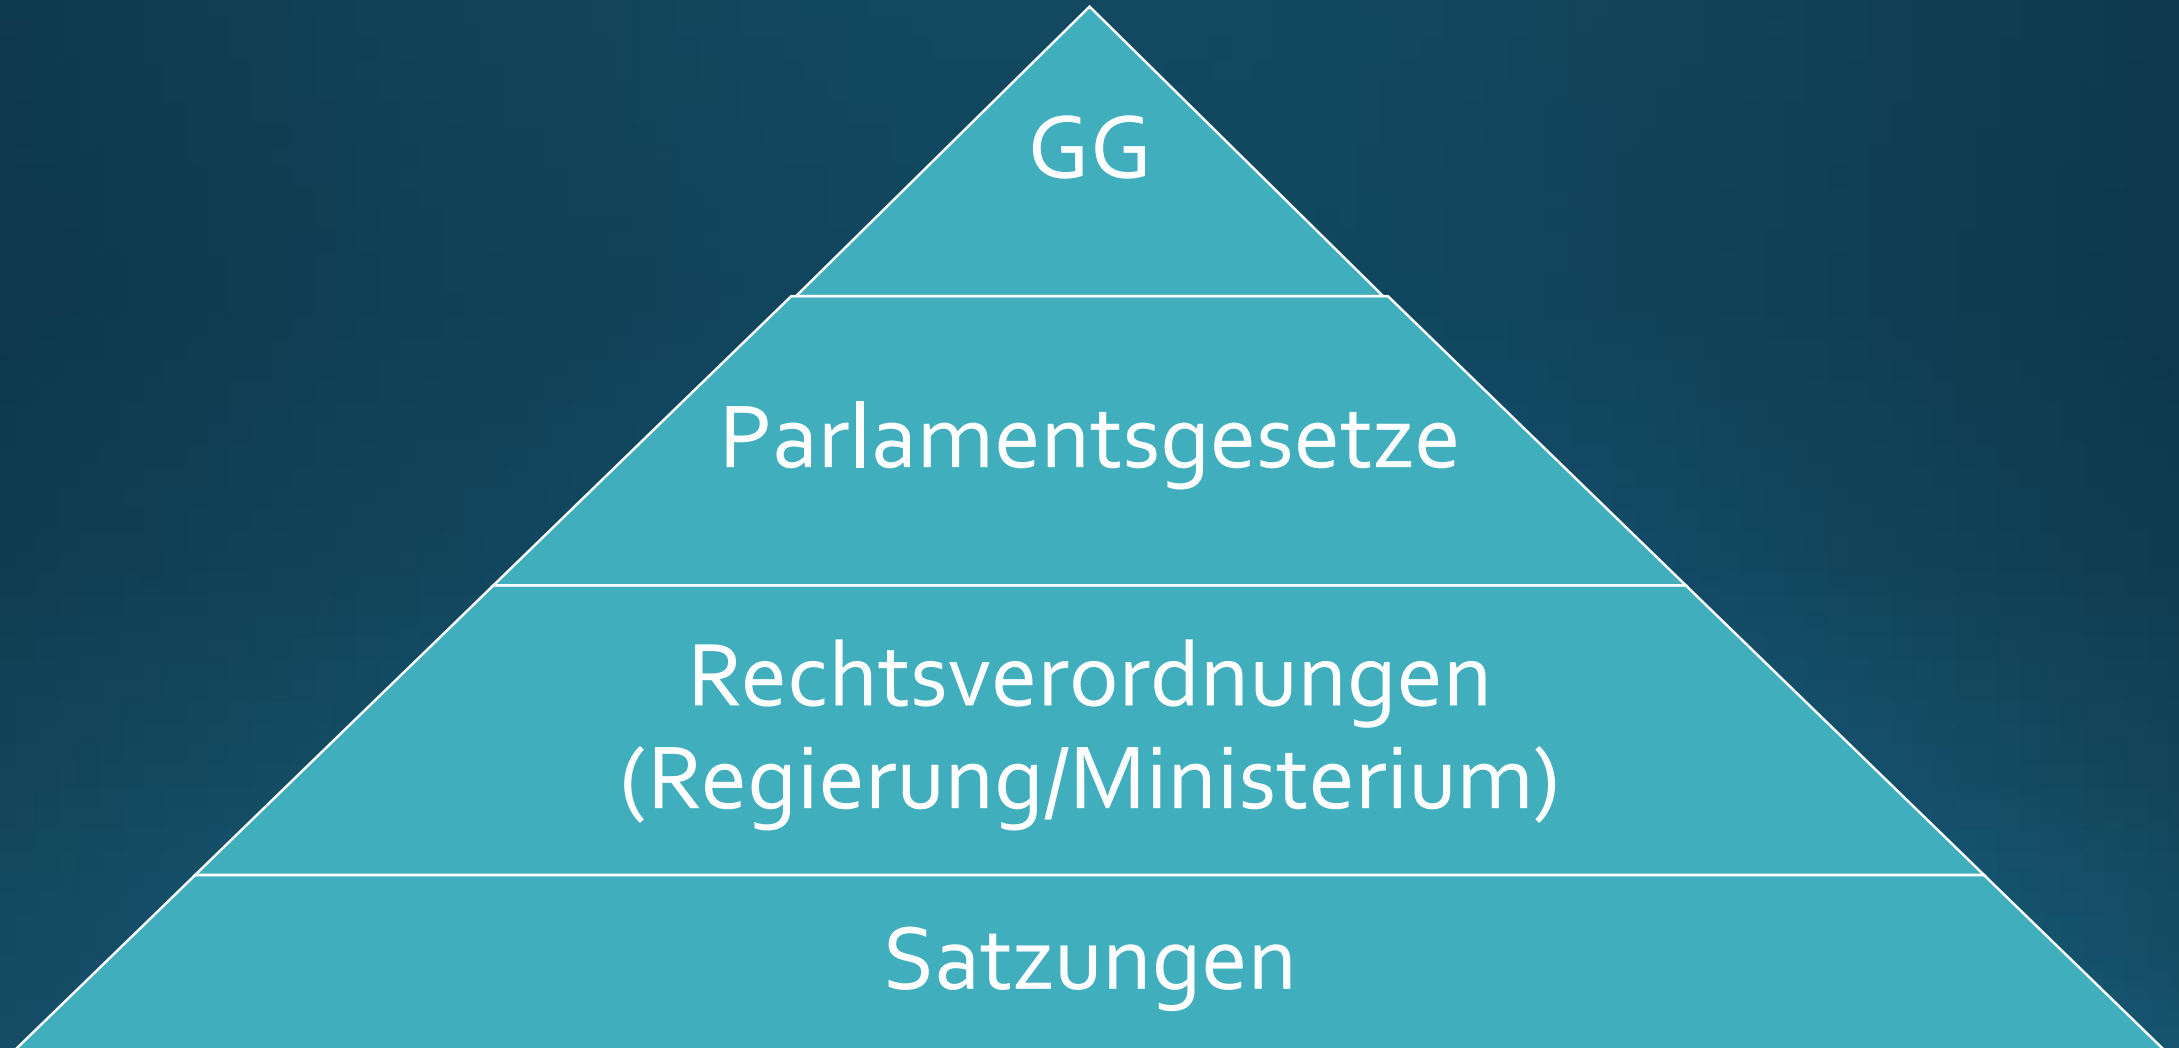 GG
Parlamentsgesetze
Rechtsverordnungen
(Regierung/Ministerium)
Satzungen